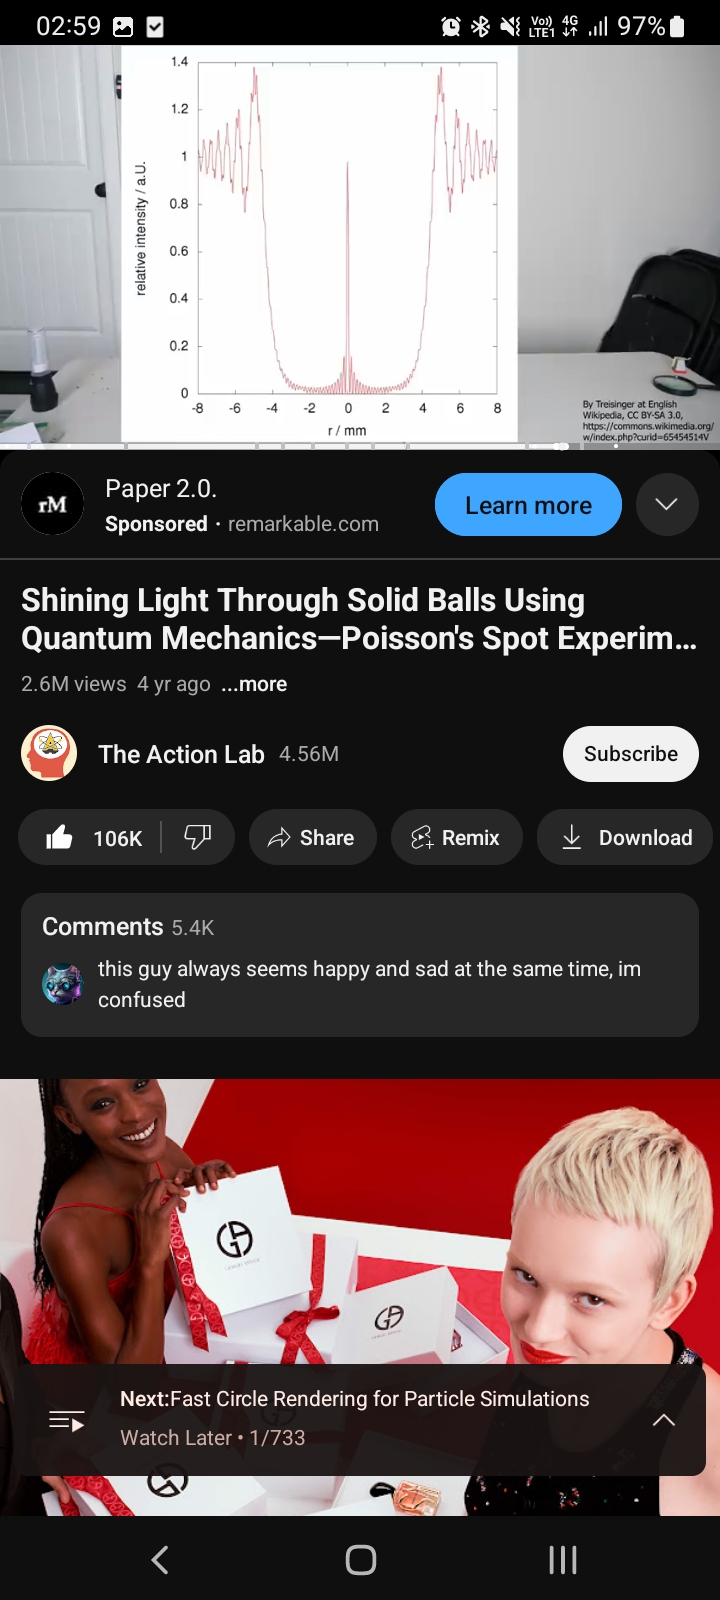 02:59
Vo)) 4G
LTE1
97%
1.4
1.2
1
0.8
0.6
0.4
0.2
0
relative intensity / a.U.
-8 -6 -4 -2 0 2 4 6 8
r / mm
By Treisinger at English
Wikipedia, CC BY-SA 3.0,
https://commons.wikimedia.org/
w/index.php?curid=65454514V
rM
Paper 2.0.
Sponsored · remarkable.com
Learn more
Shining Light Through Solid Balls Using
Quantum Mechanics—Poisson's Spot Experim...
2.6M views 4 yr ago ...more
The Action Lab 4.56M
Subscribe
106K
Share
Remix
Download
Comments 5.4K
this guy always seems happy and sad at the same time, im
confused
Next:Fast Circle Rendering for Particle Simulations
Watch Later • 1/733